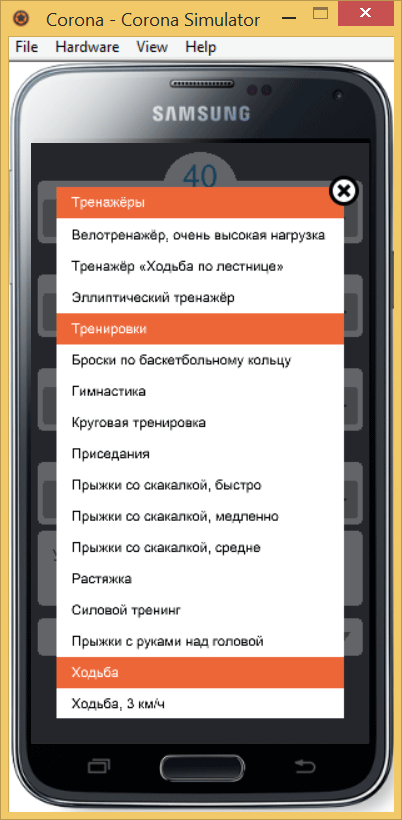 Corona - Corona Simulator
File Hardware View Help
SAMSUNG
40
Тренажёры
Велотренажёр, очень высокая нагрузка
Тренажёр «Ходьба по лестнице»
Эллиптический тренажёр
Тренировки
Броски по баскетбольному кольцу
Гимнастика
Круговая тренировка
Приседания
Прыжки со скакалкой, быстро
Прыжки со скакалкой, медленно
Прыжки со скакалкой, средне
Растяжка
Силовой тренинг
Прыжки с руками над головой
Ходьба
Ходьба, 3 км/ч